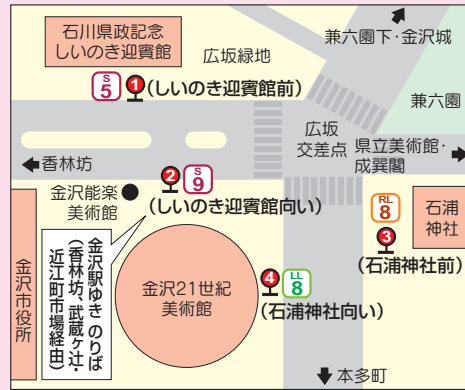 石川県政記念
しいのき迎賓館
広坂緑地
兼六園下・金沢城
兼六園
S
5
1
(しいのき迎賓館前)
広坂
交差点
香林坊
県立美術館・
成巽閣
2
S
9
(しいのき迎賓館向い)
金沢能楽
美術館
RL
8
3
(石浦神社前)
石浦
神社
金沢市役所
金沢駅ゆき のりば
(香林坊、武蔵ヶ辻・
近江町市場経由)
金沢21世紀
美術館
4
LL
8
(石浦神社向い)
本多町